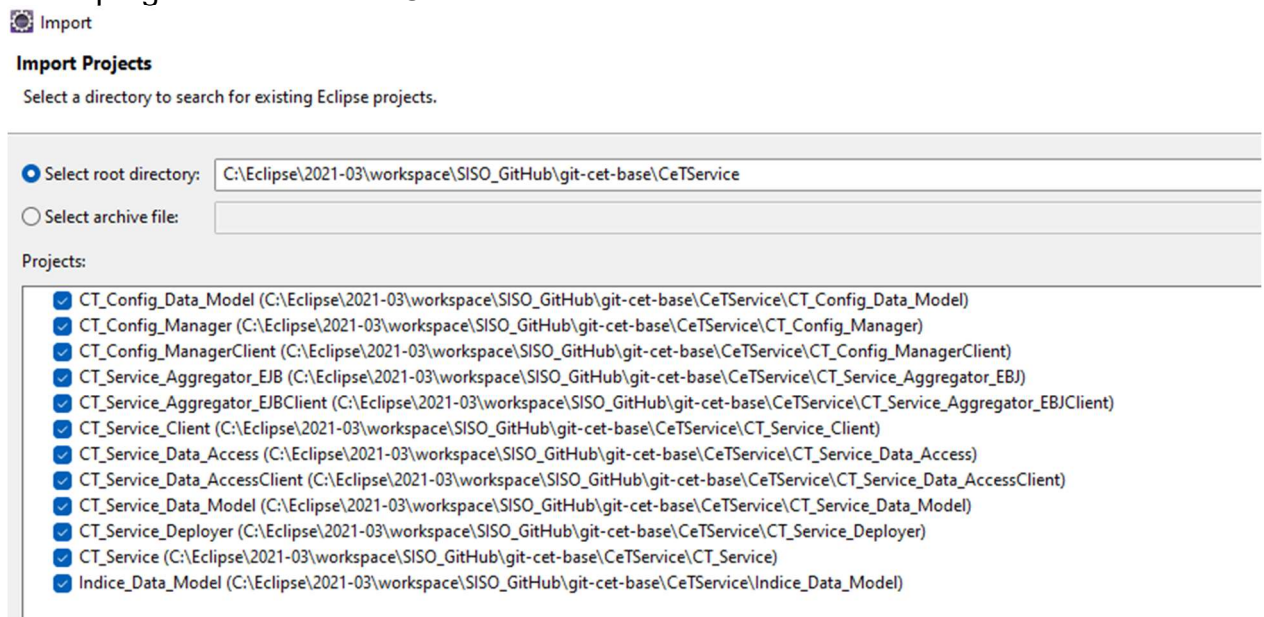 Import
Import Projects
Select a directory to search for existing Eclipse projects.
Select root directory: C:\Eclipse\2021-03\workspace\SISO_GitHub\git-cet-base\CeTService
Select archive file:
Projects:
CT_Config_Data_Model (C:\Eclipse\2021-03\workspace\SISO_GitHub\git-cet-base\CeTService\CT_Config_Data_Model)
CT_Config_Manager (C:\Eclipse\2021-03\workspace\SISO_GitHub\git-cet-base\CeTService\CT_Config_Manager)
CT_Config_ManagerClient (C:\Eclipse\2021-03\workspace\SISO_GitHub\git-cet-base\CeTService\CT_Config_ManagerClient)
CT_Service_Aggregator_EJB (C:\Eclipse\2021-03\workspace\SISO_GitHub\git-cet-base\CeTService\CT_Service_Aggregator_EBJ)
CT_Service_Aggregator_EJBClient (C:\Eclipse\2021-03\workspace\SISO_GitHub\git-cet-base\CeTService\CT_Service_Aggregator_EBJClient)
CT_Service_Client (C:\Eclipse\2021-03\workspace\SISO_GitHub\git-cet-base\CeTService\CT_Service_Client)
CT_Service_Data_Access (C:\Eclipse\2021-03\workspace\SISO_GitHub\git-cet-base\CeTService\CT_Service_Data_Access)
CT_Service_Data_AccessClient (C:\Eclipse\2021-03\workspace\SISO_GitHub\git-cet-base\CeTService\CT_Service_Data_AccessClient)
CT_Service_Data_Model (C:\Eclipse\2021-03\workspace\SISO_GitHub\git-cet-base\CeTService\CT_Service_Data_Model)
CT_Service_Deployer (C:\Eclipse\2021-03\workspace\SISO_GitHub\git-cet-base\CeTService\CT_Service_Deployer)
CT_Service (C:\Eclipse\2021-03\workspace\SISO_GitHub\git-cet-base\CeTService\CT_Service)
Indice_Data_Model (C:\Eclipse\2021-03\workspace\SISO_GitHub\git-cet-base\CeTService\Indice_Data_Model)